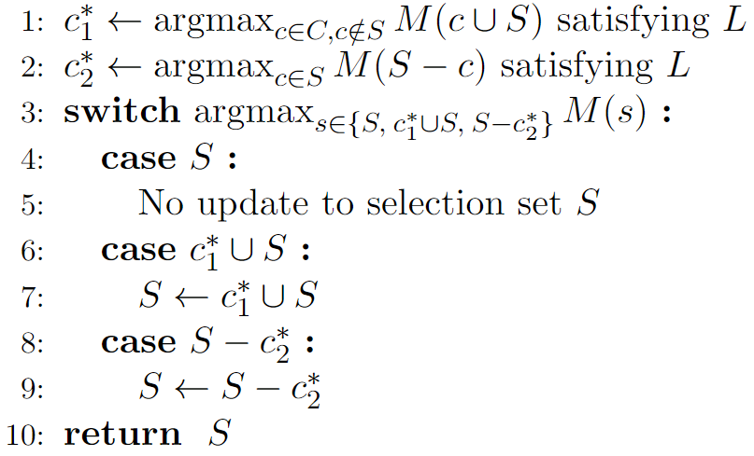 1: c₁* ← argmax_{c∈C,c∉S} M(c ∪ S) satisfying L
2: c₂* ← argmax_{c∈S} M(S − c) satisfying L
3: switch argmax_{s∈{S, c₁*∪S, S−c₂*}} M(s) :
4: case S :
5: No update to selection set S
6: case c₁* ∪ S :
7: S ← c₁* ∪ S
8: case S − c₂* :
9: S ← S − c₂*
10: return S